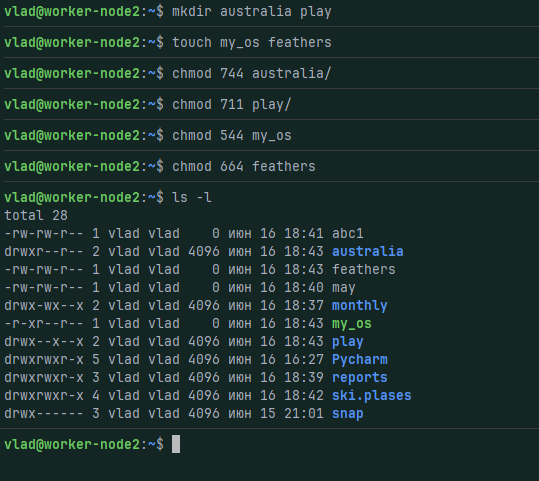 vlad@worker-node2:~$ mkdir australia play
vlad@worker-node2:~$ touch my_os feathers
vlad@worker-node2:~$ chmod 744 australia/
vlad@worker-node2:~$ chmod 711 play/
vlad@worker-node2:~$ chmod 544 my_os
vlad@worker-node2:~$ chmod 664 feathers
vlad@worker-node2:~$ ls -l
total 28
-rw-rw-r-- 1 vlad vlad    0 июн 16 18:41 abc1
drwxr--r-- 2 vlad vlad 4096 июн 16 18:43 australia
-rw-rw-r-- 1 vlad vlad    0 июн 16 18:43 feathers
-rw-rw-r-- 1 vlad vlad    0 июн 16 18:40 may
drwx-wx--x 2 vlad vlad 4096 июн 16 18:37 monthly
-r-xr--r-- 1 vlad vlad    0 июн 16 18:43 my_os
drwx--x--x 2 vlad vlad 4096 июн 16 18:43 play
drwxrwxr-x 5 vlad vlad 4096 июн 16 16:27 Pycharm
drwxrwxr-x 3 vlad vlad 4096 июн 16 18:39 reports
drwxrwxr-x 4 vlad vlad 4096 июн 16 18:42 ski.plases
drwx------ 3 vlad vlad 4096 июн 15 21:01 snap
vlad@worker-node2:~$